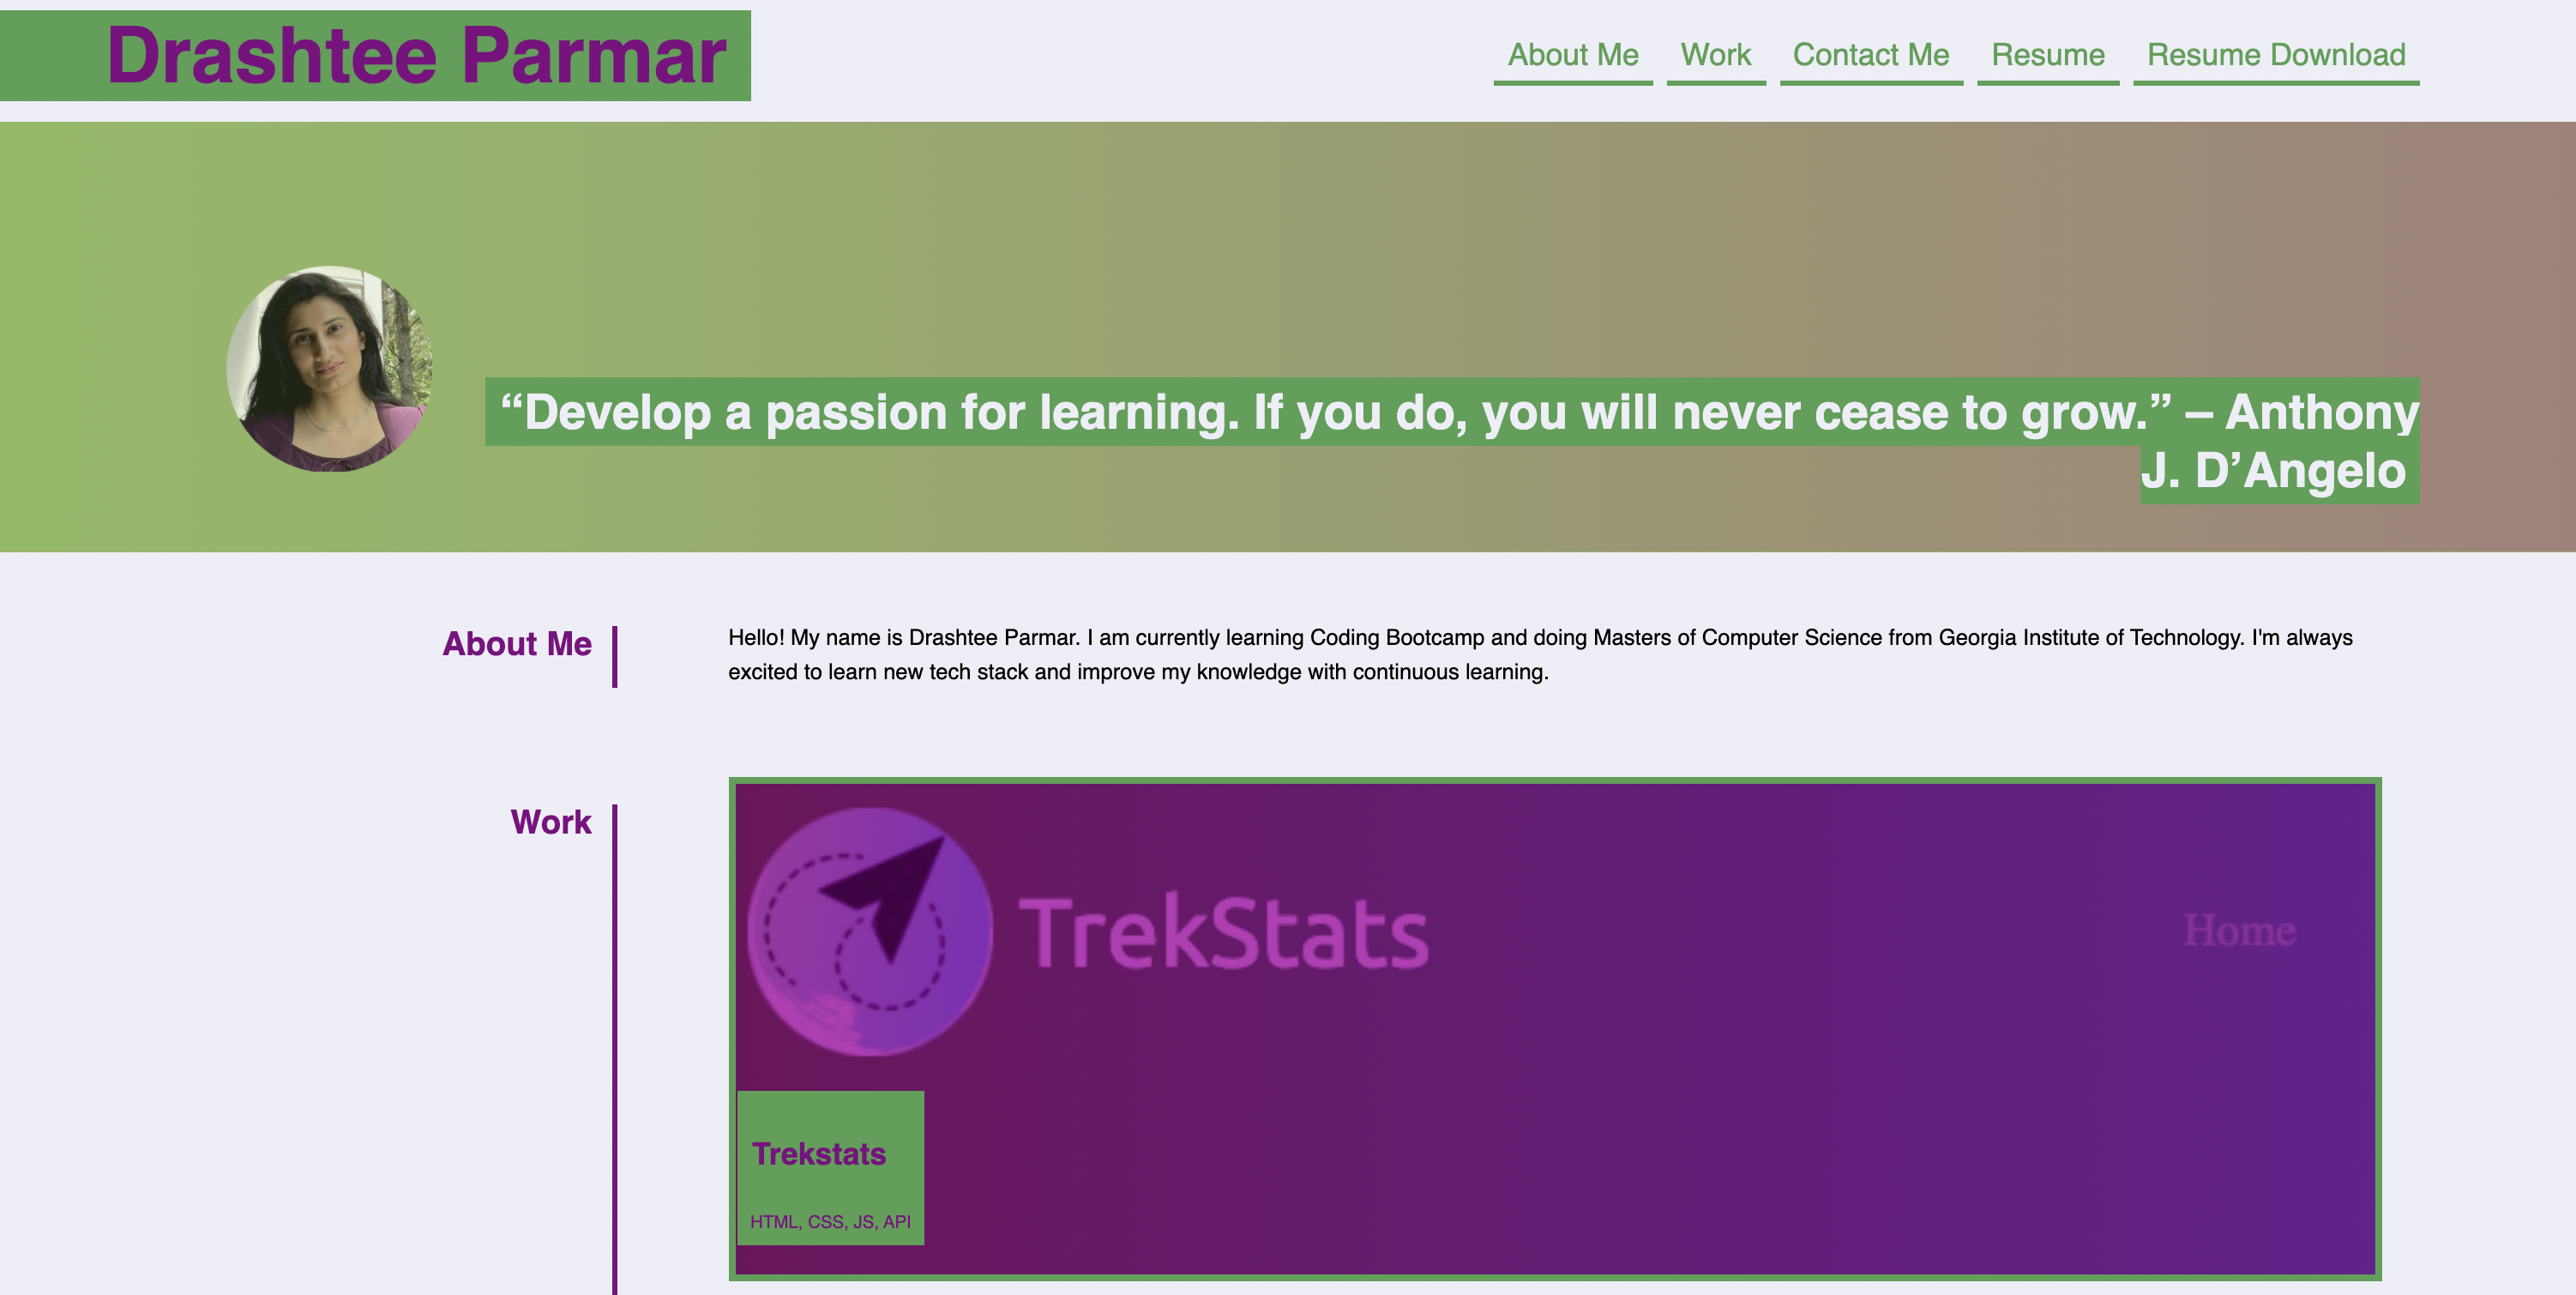 Drashtee Parmar
About Me Work Contact Me Resume Resume Download
“Develop a passion for learning. If you do, you will never cease to grow.” – Anthony
J. D’Angelo
About Me
Hello! My name is Drashtee Parmar. I am currently learning Coding Bootcamp and doing Masters of Computer Science from Georgia Institute of Technology. I'm always
excited to learn new tech stack and improve my knowledge with continuous learning.
Work
TrekStats
Home
Trekstats
HTML, CSS, JS, API